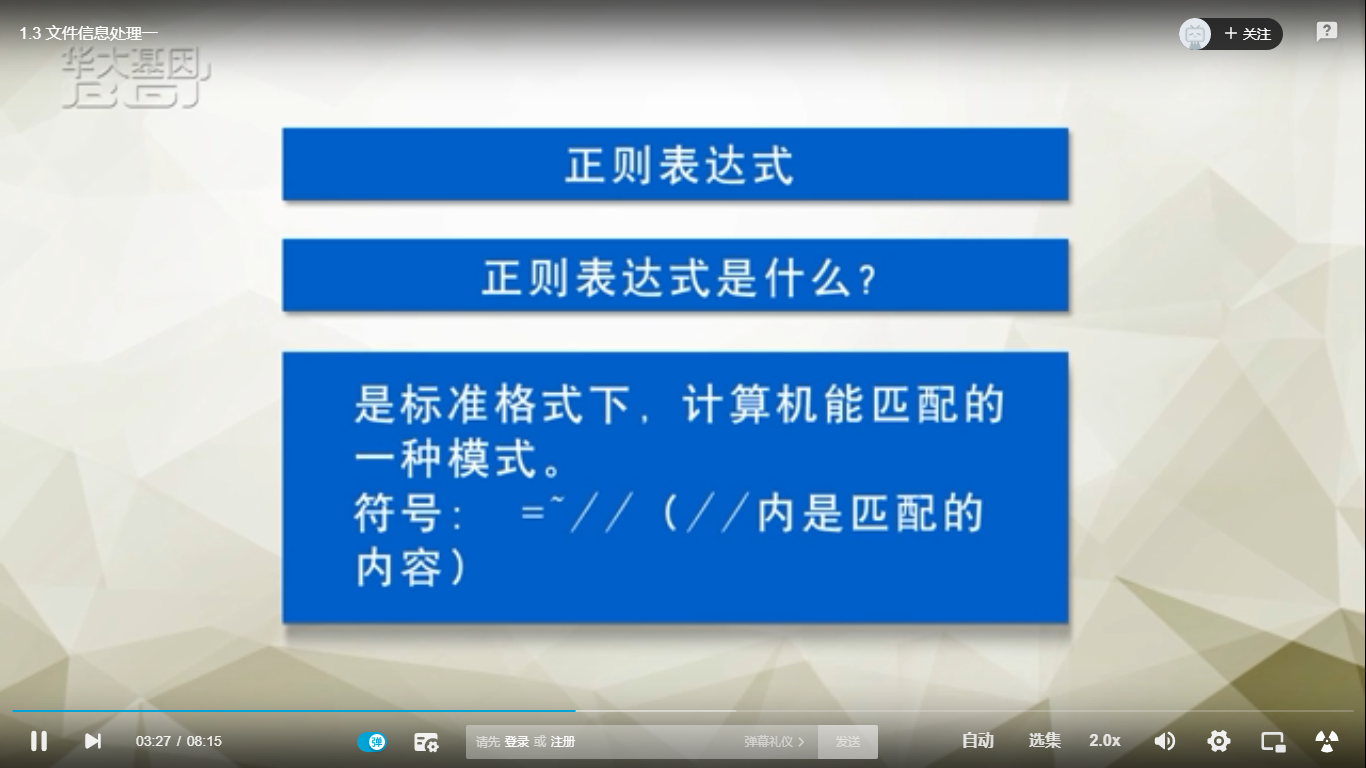 1.3 文件信息处理一
+ 关注
?
华大基因
BGI
正则表达式
正则表达式是什么?
是标准格式下，计算机能匹配的
一种模式。
符号： =~// (//内是匹配的
内容)
03:27 / 08:15
弹
请先 登录 或 注册
弹幕礼仪 >
发送
自动
选集
2.0x